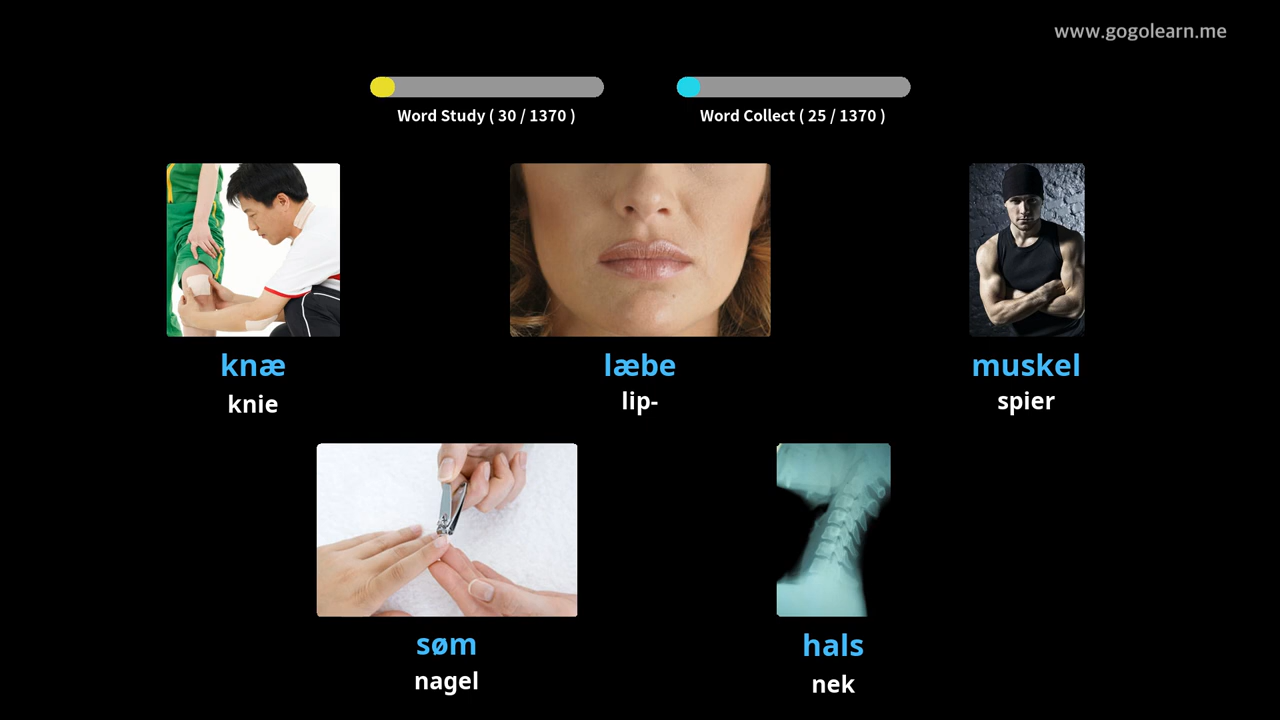 www.gogolearn.me
Word Study ( 30 / 1370 )
Word Collect ( 25 / 1370 )
knæ
knie
læbe
lip-
muskel
spier
søm
nagel
hals
nek